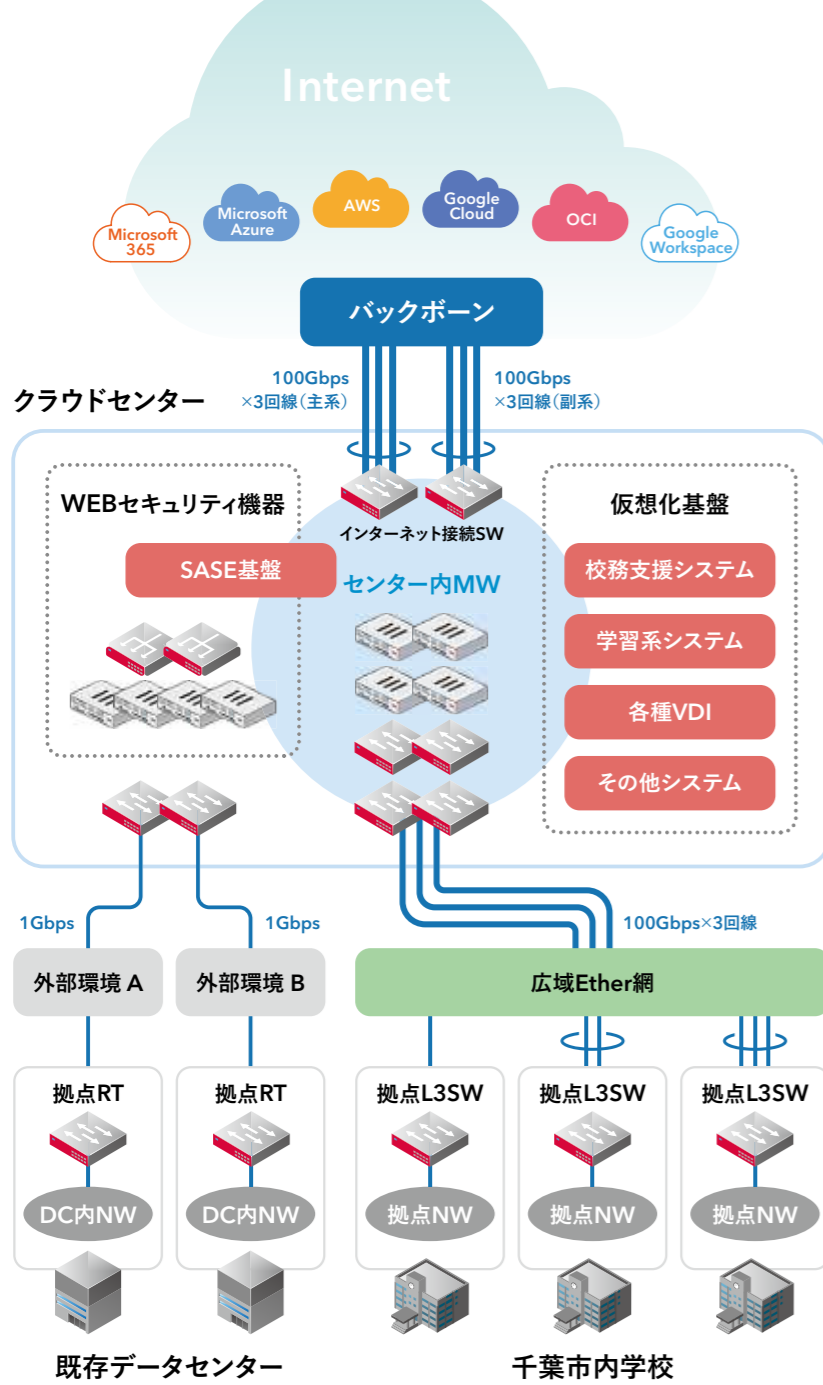 Internet
Microsoft
365
Microsoft
Azure
AWS
Google
Cloud
OCI
Google
Workspace
バックボーン
100Gbps
×3回線(主系)
100Gbps
×3回線(副系)
クラウドセンター
WEBセキュリティ機器
SASE基盤
インターネット接続SW
センター内MW
仮想化基盤
校務支援システム
学習系システム
各種VDI
その他システム
1Gbps
1Gbps
100Gbps×3回線
外部環境 A
外部環境 B
広域Ether網
拠点RT
拠点RT
拠点L3SW
拠点L3SW
拠点L3SW
DC内NW
DC内NW
拠点NW
拠点NW
拠点NW
既存データセンター
千葉市内学校